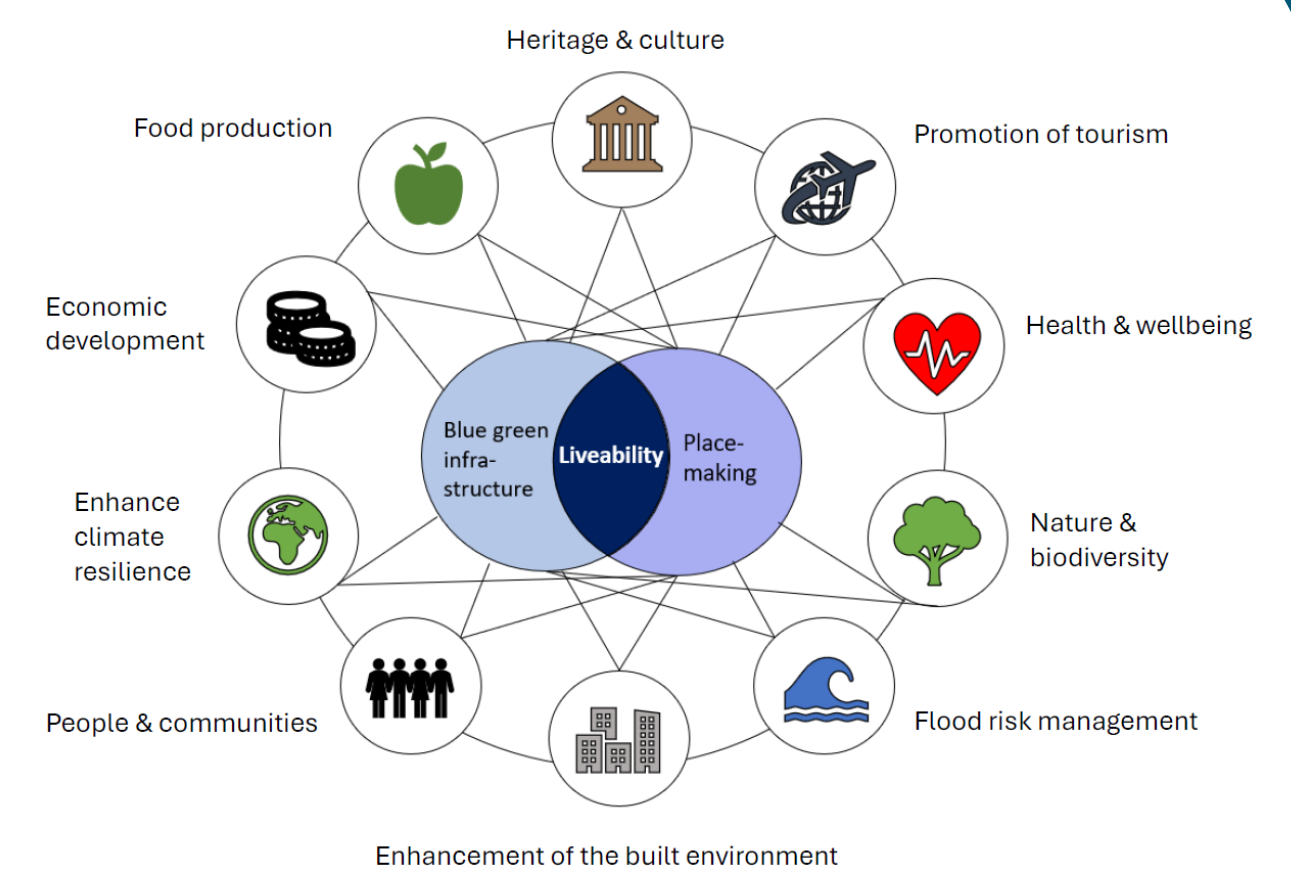 Heritage & culture
Food production
Promotion of tourism
Economic
development
Health & wellbeing
Blue green
infra-
structure
Liveability
Place-
making
Enhance
climate
resilience
Nature &
biodiversity
People & communities
Flood risk management
Enhancement of the built environment